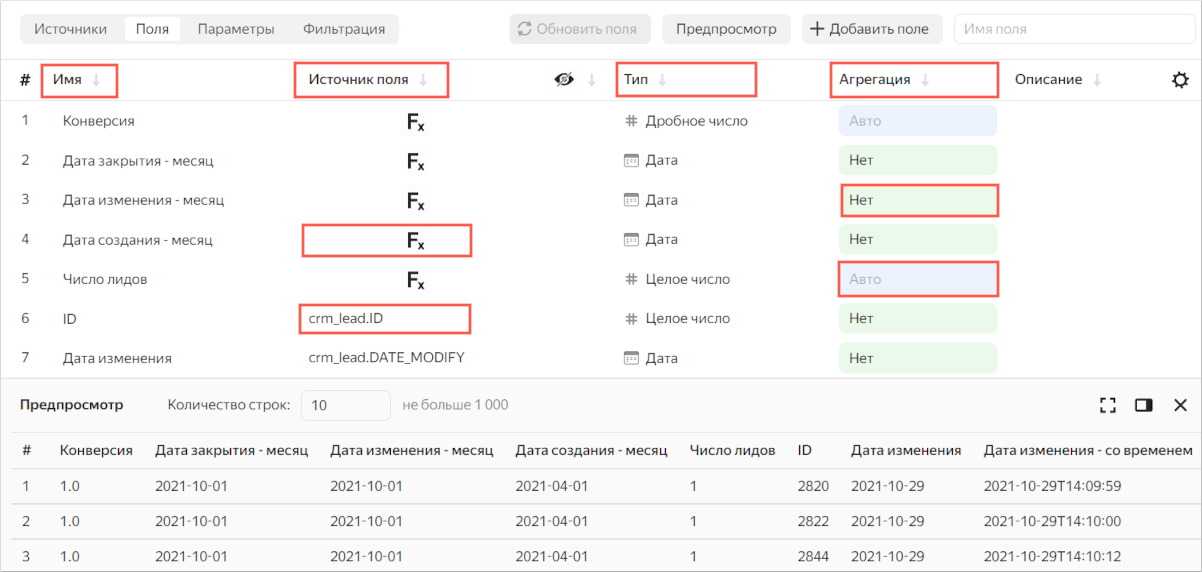 Источники Поля Параметры Фильтрация Обновить поля Предпросмотр + Добавить поле Имя поля
# Имя ↓ Источник поля ↓ ↓ Тип ↓ Агрегация ↓ Описание ↓
1 Конверсия Fx # Дробное число Авто
2 Дата закрытия - месяц Fx Дата Нет
3 Дата изменения - месяц Fx Дата Нет
4 Дата создания - месяц Fx Дата Нет
5 Число лидов Fx # Целое число Авто
6 ID crm_lead.ID # Целое число Нет
7 Дата изменения crm_lead.DATE_MODIFY Дата Нет
Предпросмотр Количество строк: 10 не больше 1 000
# Конверсия Дата закрытия - месяц Дата изменения - месяц Дата создания - месяц Число лидов ID Дата изменения Дата изменения - со временем
1 1.0 2021-10-01 2021-10-01 2021-04-01 1 2820 2021-10-29 2021-10-29T14:09:59
2 1.0 2021-10-01 2021-10-01 2021-04-01 1 2822 2021-10-29 2021-10-29T14:10:00
3 1.0 2021-10-01 2021-10-01 2021-04-01 1 2844 2021-10-29 2021-10-29T14:10:12